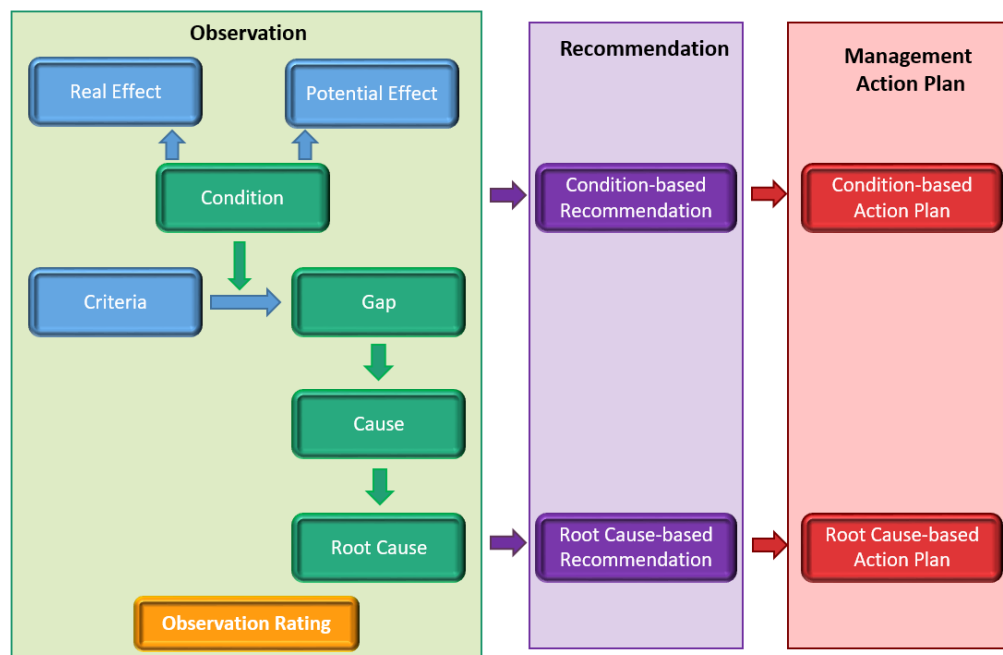 Observation
Real Effect
Potential Effect
Condition
Criteria
Gap
Cause
Root Cause
Observation Rating
Recommendation
Condition-based
Recommendation
Root Cause-based
Recommendation
Management
Action Plan
Condition-based
Action Plan
Root Cause-based
Action Plan